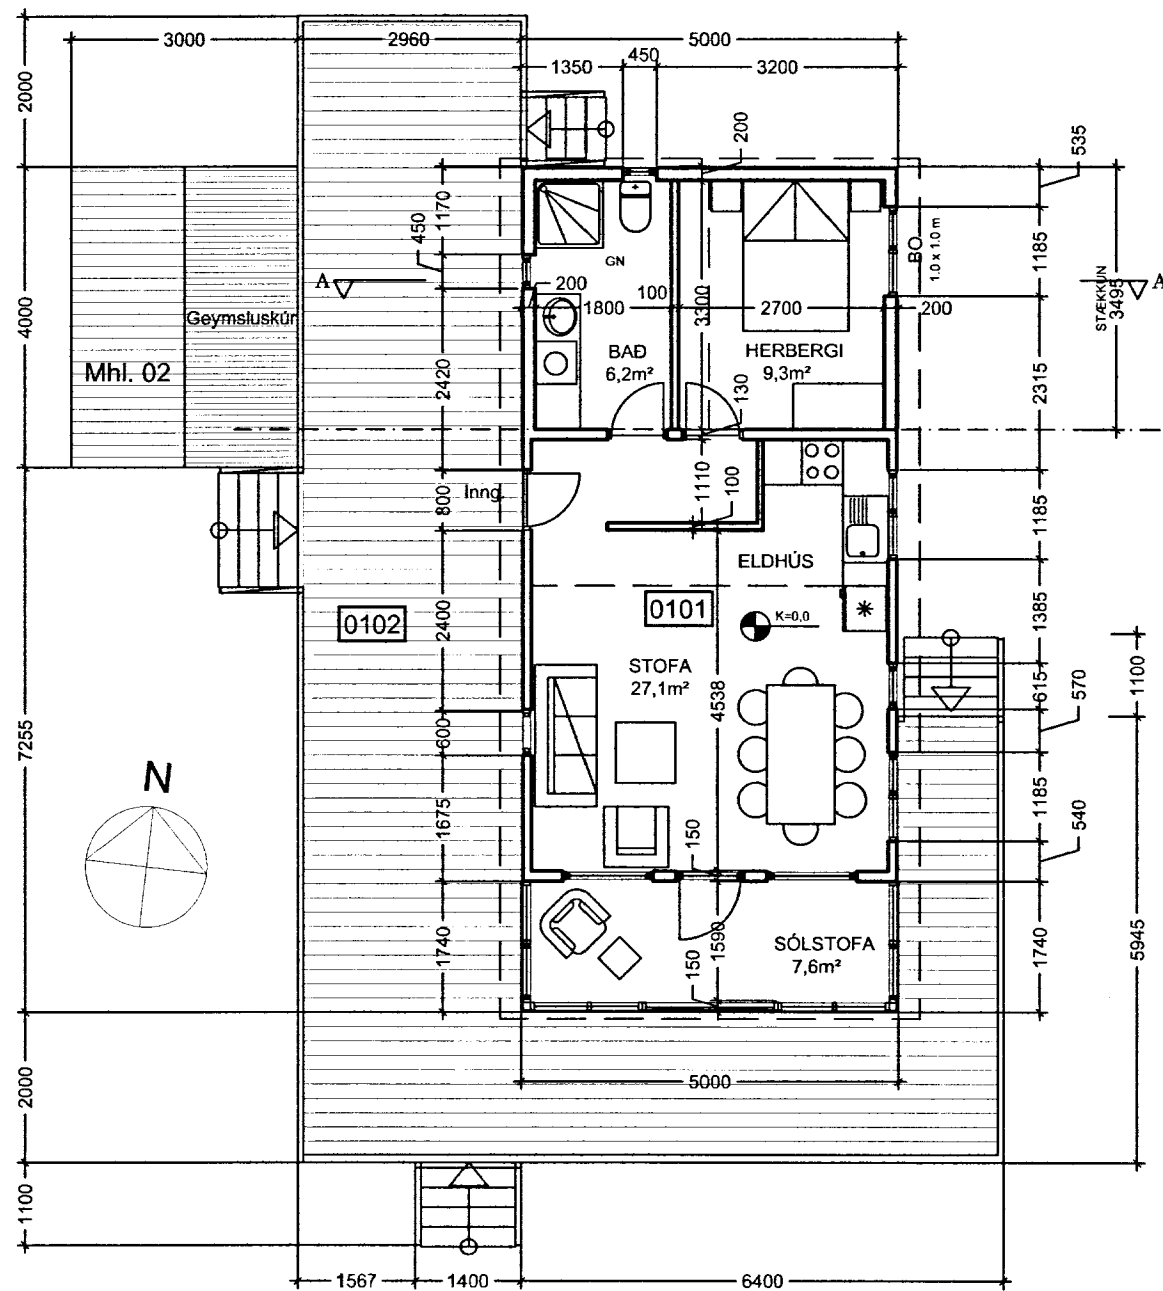 3000
2960
5000
1350
450
3200
2000
200
535
1170
450
1185
BO
1.0 x 1.0 m
STÆKKUN
3495
A
A
GN
200
1800
100
3300
2700
200
4000
Geymsluskúr
Mhl. 02
BAÐ
6,2m²
HERBERGI
9,3m²
2420
130
2315
Inng.
800
1110
100
1185
ELDHÚS
0102
0101
K=0,0
2400
1385
STOFA
27,1m²
4538
615
570
1100
600
7255
N
1675
1185
540
150
1740
1590
150
SÓLSTOFA
7,6m²
1740
5945
5000
2000
1100
1567
1400
6400